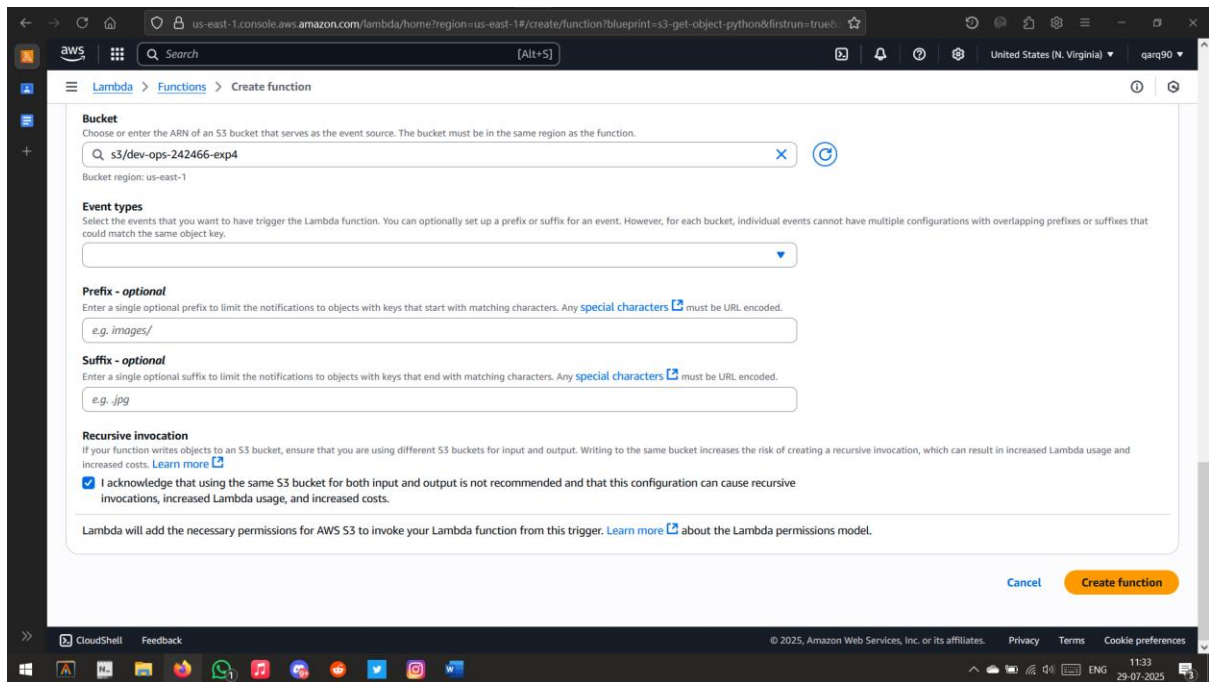 us-east-1.console.aws.amazon.com/lambda/home?region=us-east-1#/create/function?blueprint=s3-get-object-python&firstrun=true&
aws Search [Alt+S] United States (N. Virginia) qarq90
Lambda > Functions > Create function
Bucket
Choose or enter the ARN of an S3 bucket that serves as the event source. The bucket must be in the same region as the function.
s3/dev-ops-242466-exp4
Bucket region: us-east-1
Event types
Select the events that you want to have trigger the Lambda function. You can optionally set up a prefix or suffix for an event. However, for each bucket, individual events cannot have multiple configurations with overlapping prefixes or suffixes that
could match the same object key.
Prefix - optional
Enter a single optional prefix to limit the notifications to objects with keys that start with matching characters. Any special characters must be URL encoded.
e.g. images/
Suffix - optional
Enter a single optional suffix to limit the notifications to objects with keys that end with matching characters. Any special characters must be URL encoded.
e.g. .jpg
Recursive invocation
If your function writes objects to an S3 bucket, ensure that you are using different S3 buckets for input and output. Writing to the same bucket increases the risk of creating a recursive invocation, which can result in increased Lambda usage and
increased costs. Learn more
I acknowledge that using the same S3 bucket for both input and output is not recommended and that this configuration can cause recursive
invocations, increased Lambda usage, and increased costs.
Lambda will add the necessary permissions for AWS S3 to invoke your Lambda function from this trigger. Learn more about the Lambda permissions model.
Cancel Create function
CloudShell Feedback © 2025, Amazon Web Services, Inc. or its affiliates. Privacy Terms Cookie preferences
ENG 11:33
29-07-2025